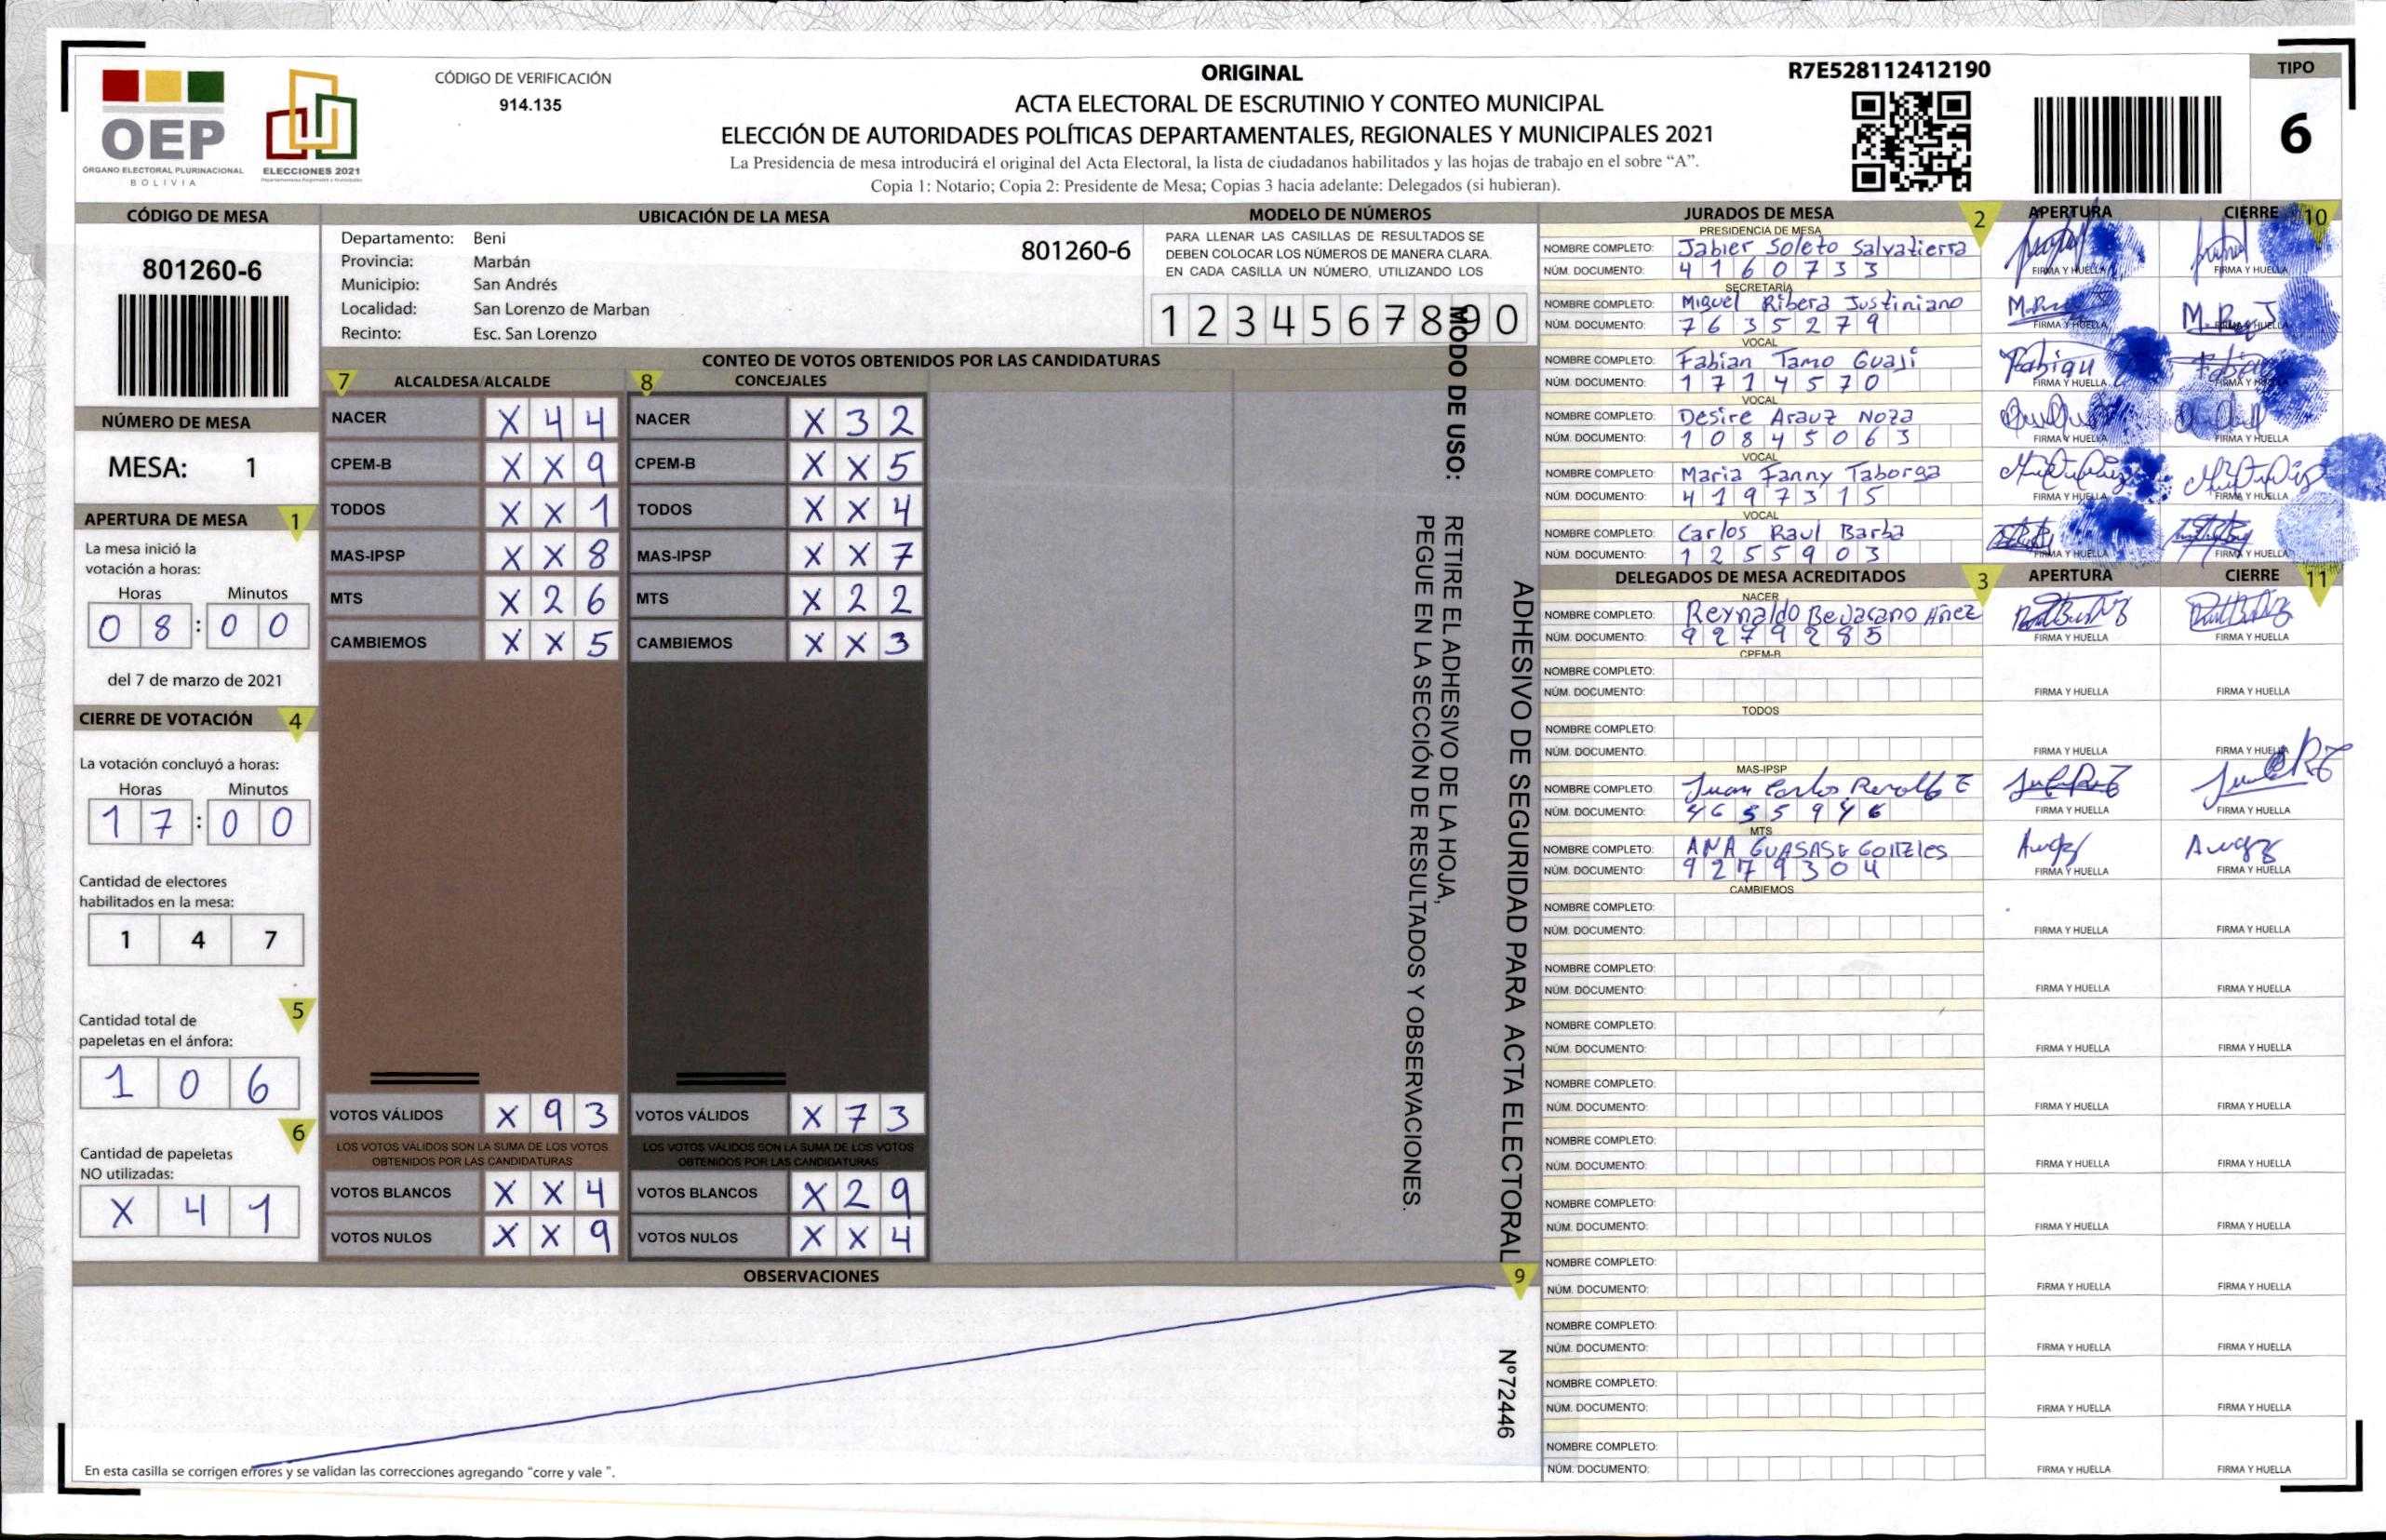 CÓDIGO DE VERIFICACIÓN
914.135
OEP
ÓRGANO ELECTORAL PLURINACIONAL
BOLIVIA
ELECCIONES 2021
ORIGINAL
ACTA ELECTORAL DE ESCRUTINIO Y CONTEO MUNICIPAL
ELECCIÓN DE AUTORIDADES POLÍTICAS DEPARTAMENTALES, REGIONALES Y MUNICIPALES 2021
La Presidencia de mesa introducirá el original del Acta Electoral, la lista de ciudadanos habilitados y las hojas de trabajo en el sobre “A”.
Copia 1: Notario; Copia 2: Presidente de Mesa; Copias 3 hacia adelante: Delegados (si hubieran).
R7E528112412190
TIPO
6
CÓDIGO DE MESA
801260-6
NÚMERO DE MESA
MESA: 1
APERTURA DE MESA 1
La mesa inició la
votación a horas:
Horas Minutos
0 8 : 0 0
del 7 de marzo de 2021
CIERRE DE VOTACIÓN 4
La votación concluyó a horas:
Horas Minutos
1 7 : 0 0
Cantidad de electores
habilitados en la mesa:
1 4 7
5
Cantidad total de
papeletas en el ánfora:
1 0 6
6
Cantidad de papeletas
NO utilizadas:
X 4 1
UBICACIÓN DE LA MESA
Departamento: Beni
801260-6
Provincia: Marbán
Municipio: San Andrés
Localidad: San Lorenzo de Marban
Recinto: Esc. San Lorenzo
MODELO DE NÚMEROS
PARA LLENAR LAS CASILLAS DE RESULTADOS SE
DEBEN COLOCAR LOS NÚMEROS DE MANERA CLARA.
EN CADA CASILLA UN NÚMERO, UTILIZANDO LOS
1 2 3 4 5 6 7 8 9 0
CONTEO DE VOTOS OBTENIDOS POR LAS CANDIDATURAS
7 ALCALDESA/ALCALDE
NACER X 4 4
CPEM-B X X 9
TODOS X X 1
MAS-IPSP X X 8
MTS X 2 6
CAMBIEMOS X X 5
VOTOS VÁLIDOS X 9 3
LOS VOTOS VÁLIDOS SON LA SUMA DE LOS VOTOS
OBTENIDOS POR LAS CANDIDATURAS
VOTOS BLANCOS X X 4
VOTOS NULOS X X 9
8 CONCEJALES
NACER X 3 2
CPEM-B X X 5
TODOS X X 4
MAS-IPSP X X 7
MTS X 2 2
CAMBIEMOS X X 3
VOTOS VÁLIDOS X 7 3
LOS VOTOS VÁLIDOS SON LA SUMA DE LOS VOTOS
OBTENIDOS POR LAS CANDIDATURAS
VOTOS BLANCOS X 2 9
VOTOS NULOS X X 4
MODO DE USO: RETIRE EL ADHESIVO DE LA HOJA,
PEGUE EN LA SECCIÓN DE RESULTADOS Y OBSERVACIONES.
ADHESIVO DE SEGURIDAD PARA ACTA ELECTORAL
Nº72446
OBSERVACIONES 9
En esta casilla se corrigen errores y se validan las correcciones agregando “corre y vale ”.
JURADOS DE MESA 2 APERTURA CIERRE 10
PRESIDENCIA DE MESA
NOMBRE COMPLETO: Jabier Soleto Salvatierra
NÚM. DOCUMENTO: 4 1 6 0 7 3 3 FIRMA Y HUELLA FIRMA Y HUELLA
SECRETARÍA
NOMBRE COMPLETO: Miguel Ribera Justiniano
NÚM. DOCUMENTO: 7 6 3 5 2 7 9 FIRMA Y HUELLA FIRMA Y HUELLA
VOCAL
NOMBRE COMPLETO: Fabian Tamo Guaji
NÚM. DOCUMENTO: 1 7 1 4 5 7 0 FIRMA Y HUELLA FIRMA Y HUELLA
VOCAL
NOMBRE COMPLETO: Desire Arauz Noza
NÚM. DOCUMENTO: 1 0 8 4 5 0 6 3 FIRMA Y HUELLA FIRMA Y HUELLA
VOCAL
NOMBRE COMPLETO: Maria Fanny Taborga
NÚM. DOCUMENTO: 4 1 9 7 3 1 5 FIRMA Y HUELLA FIRMA Y HUELLA
VOCAL
NOMBRE COMPLETO: Carlos Raul Barba
NÚM. DOCUMENTO: 1 2 5 5 9 0 3 FIRMA Y HUELLA FIRMA Y HUELLA
DELEGADOS DE MESA ACREDITADOS 3 APERTURA CIERRE 11
NACER
NOMBRE COMPLETO: Reynaldo Bejarano Añez
NÚM. DOCUMENTO: 9 2 7 9 2 8 5 FIRMA Y HUELLA FIRMA Y HUELLA
CPEM-B
NOMBRE COMPLETO:
NÚM. DOCUMENTO: FIRMA Y HUELLA FIRMA Y HUELLA
TODOS
NOMBRE COMPLETO:
NÚM. DOCUMENTO: FIRMA Y HUELLA FIRMA Y HUELLA
MAS-IPSP
NOMBRE COMPLETO: Juan Carlos
NÚM. DOCUMENTO: FIRMA Y HUELLA FIRMA Y HUELLA
MTS
NOMBRE COMPLETO: ANA
NÚM. DOCUMENTO: 9 2 7 9 3 0 4 FIRMA Y HUELLA FIRMA Y HUELLA
CAMBIEMOS
NOMBRE COMPLETO:
NÚM. DOCUMENTO: FIRMA Y HUELLA FIRMA Y HUELLA
NOMBRE COMPLETO:
NÚM. DOCUMENTO: FIRMA Y HUELLA FIRMA Y HUELLA
NOMBRE COMPLETO:
NÚM. DOCUMENTO: FIRMA Y HUELLA FIRMA Y HUELLA
NOMBRE COMPLETO:
NÚM. DOCUMENTO: FIRMA Y HUELLA FIRMA Y HUELLA
NOMBRE COMPLETO:
NÚM. DOCUMENTO: FIRMA Y HUELLA FIRMA Y HUELLA
NOMBRE COMPLETO:
NÚM. DOCUMENTO: FIRMA Y HUELLA FIRMA Y HUELLA
NOMBRE COMPLETO:
NÚM. DOCUMENTO: FIRMA Y HUELLA FIRMA Y HUELLA
NOMBRE COMPLETO:
NÚM. DOCUMENTO: FIRMA Y HUELLA FIRMA Y HUELLA
NOMBRE COMPLETO:
NÚM. DOCUMENTO: FIRMA Y HUELLA FIRMA Y HUELLA
NOMBRE COMPLETO:
NÚM. DOCUMENTO: FIRMA Y HUELLA FIRMA Y HUELLA